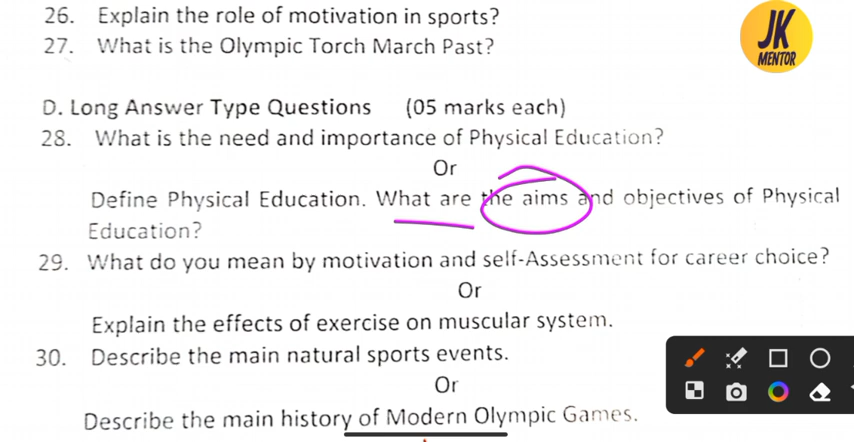 26. Explain the role of motivation in sports?
27. What is the Olympic Torch March Past?
JK
MENTOR
D. Long Answer Type Questions (05 marks each)
28. What is the need and importance of Physical Education?
Or
Define Physical Education. What are the aims and objectives of Physical
Education?
29. What do you mean by motivation and self-Assessment for career choice?
Or
Explain the effects of exercise on muscular system.
30. Describe the main natural sports events.
Or
Describe the main history of Modern Olympic Games.